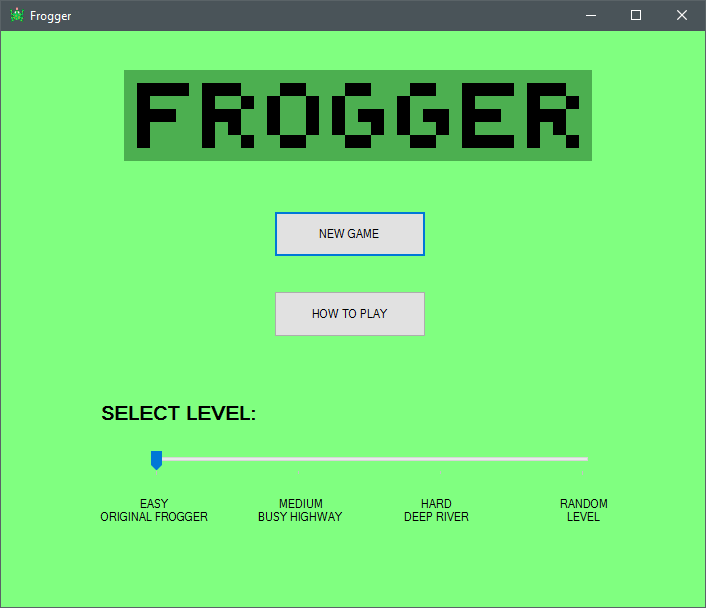 Frogger
FROGGER
NEW GAME
HOW TO PLAY
SELECT LEVEL:
EASY
ORIGINAL FROGGER
MEDIUM
BUSY HIGHWAY
HARD
DEEP RIVER
RANDOM
LEVEL